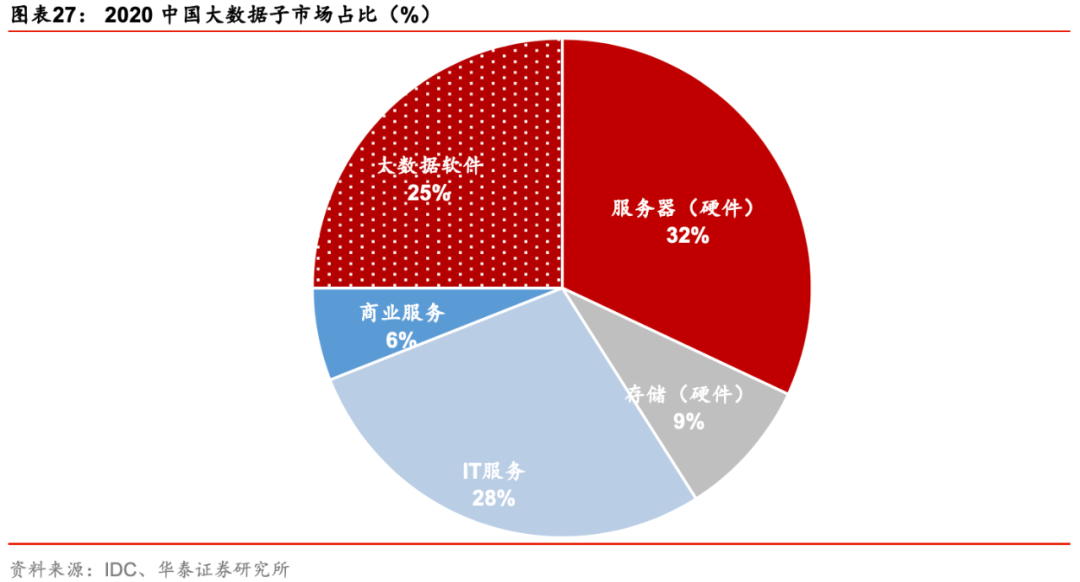 图表27： 2020 中国大数据子市场占比（%）
大数据软件
25%
服务器（硬件）
32%
商业服务
6%
存储（硬件）
9%
IT服务
28%
资料来源：IDC、华泰证券研究所